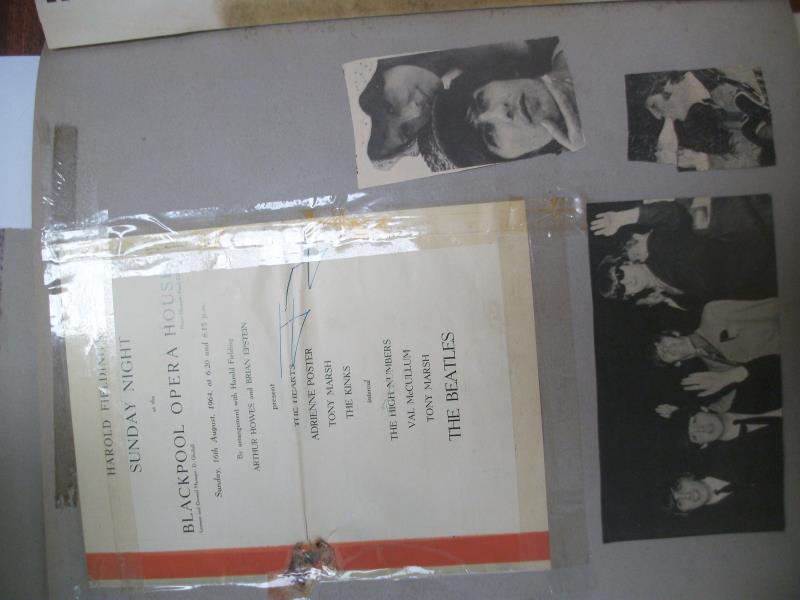 HAROLD FIELDING'S
SUNDAY NIGHT
at the
BLACKPOOL OPERA HOUSE
Sunday, 16th August, 1964, at 6.20 and 8.15 p.m.
By arrangement with Harold Fielding
ARTHUR HOWES and BRIAN EPSTEIN
present
THE HEARTS
ADRIENNE POSTER
TONY MARSH
THE KINKS
interval
THE HIGH NUMBERS
VAL McCULLUM
TONY MARSH
THE BEATLES